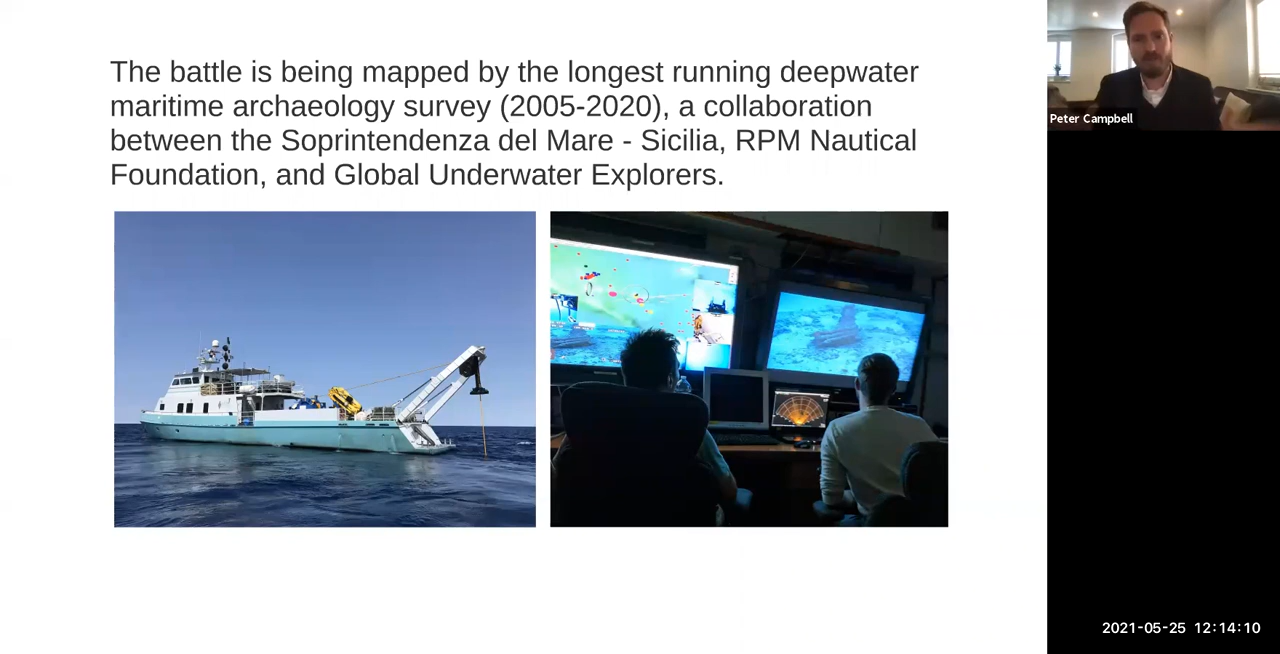 The battle is being mapped by the longest running deepwater
maritime archaeology survey (2005-2020), a collaboration
between the Soprintendenza del Mare - Sicilia, RPM Nautical
Foundation, and Global Underwater Explorers.
Peter Campbell
2021-05-25 12:14:10